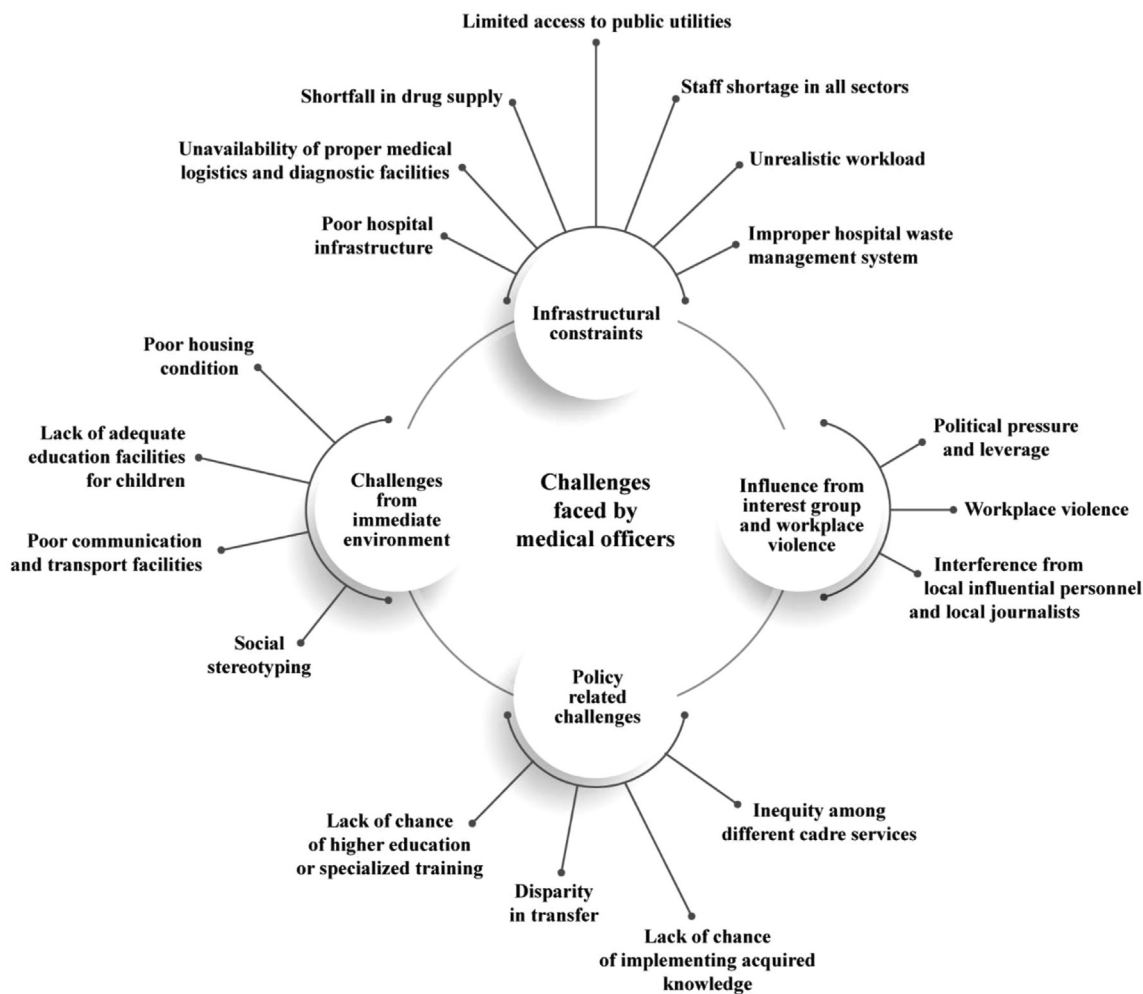 Limited access to public utilities
Shortfall in drug supply
Staff shortage in all sectors
Unavailability of proper medical
logistics and diagnostic facilities
Unrealistic workload
Poor hospital
infrastructure
Improper hospital waste
management system
Infrastructural
constraints
Poor housing
condition
Lack of adequate
education facilities
for children
Poor communication
and transport facilities
Social
stereotyping
Challenges
from
immediate
environment
Challenges
faced by
medical officers
Influence from
interest group
and workplace
violence
Political pressure
and leverage
Workplace violence
Interference from
local influential personnel
and local journalists
Policy
related
challenges
Lack of chance
of higher education
or specialized training
Disparity
in transfer
Lack of chance
of implementing acquired
knowledge
Inequity among
different cadre services